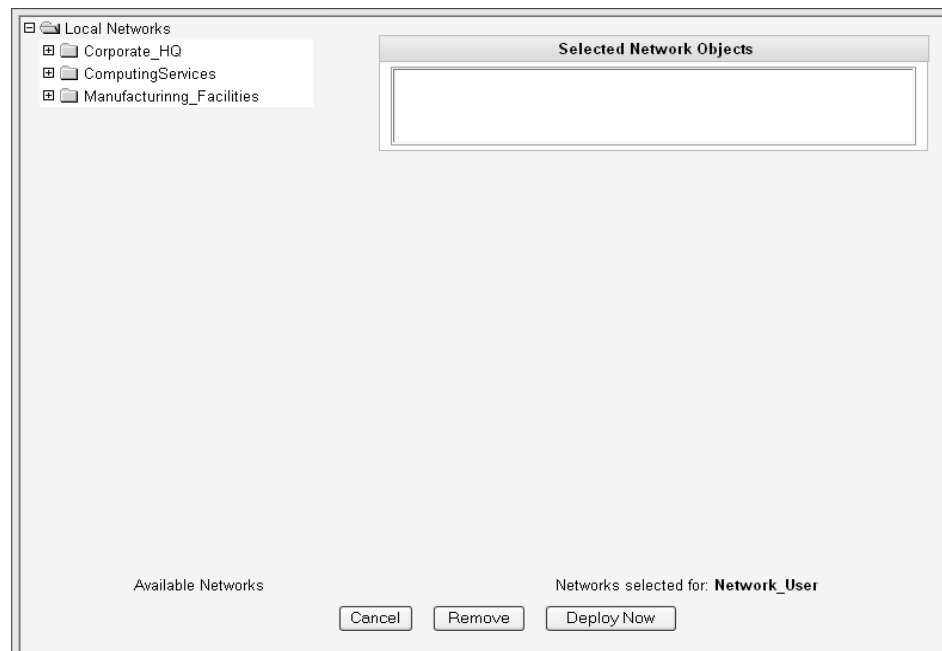 Local Networks
Corporate_HQ
ComputingServices
Manufacturinng_Facilities
Selected Network Objects
Available Networks
Networks selected for: Network_User
Cancel
Remove
Deploy Now